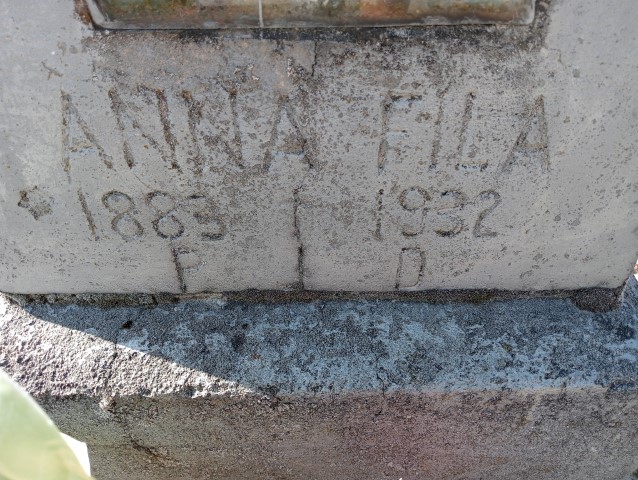 ANNA FILA
* 1883 † 1932
P D